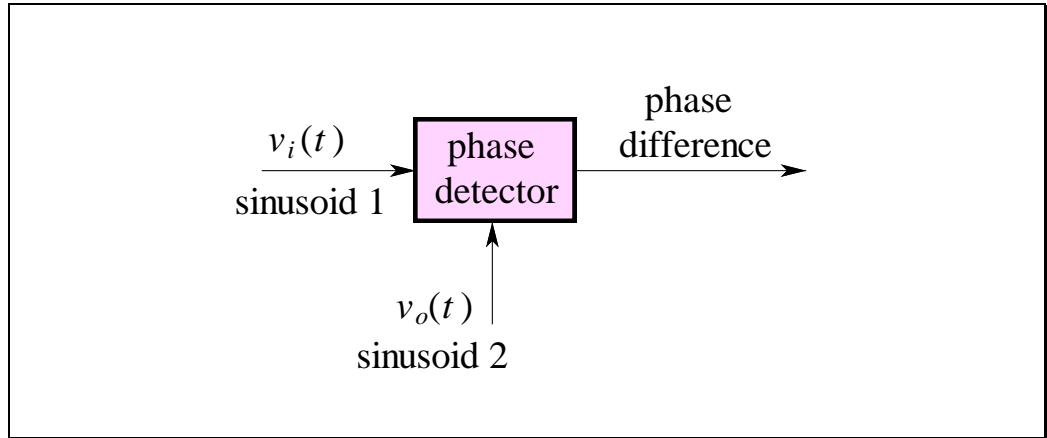 v_i(t)
sinusoid 1
phase
detector
phase
difference
v_o(t)
sinusoid 2